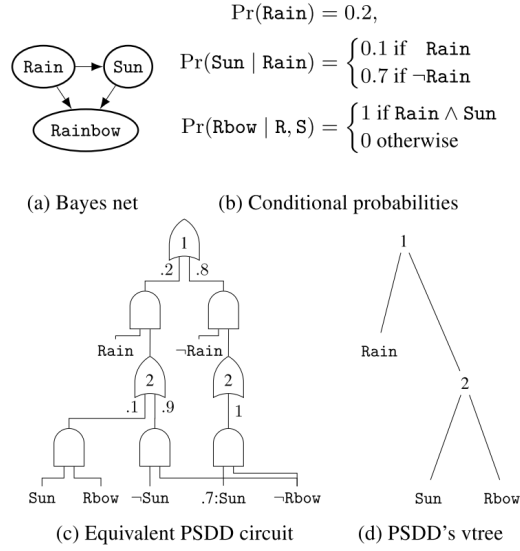 Pr(Rain) = 0.2,
Pr(Sun | Rain) = {0.1 if Rain
0.7 if ¬Rain
Pr(Rbow | R, S) = {1 if Rain ∧ Sun
0 otherwise
Rain
Sun
Rainbow
(a) Bayes net
(b) Conditional probabilities
1
.2
.8
Rain
¬Rain
2
2
.1
.9
1
Sun
Rbow
¬Sun
.7:Sun
¬Rbow
(c) Equivalent PSDD circuit
1
Rain
2
Sun
Rbow
(d) PSDD's vtree